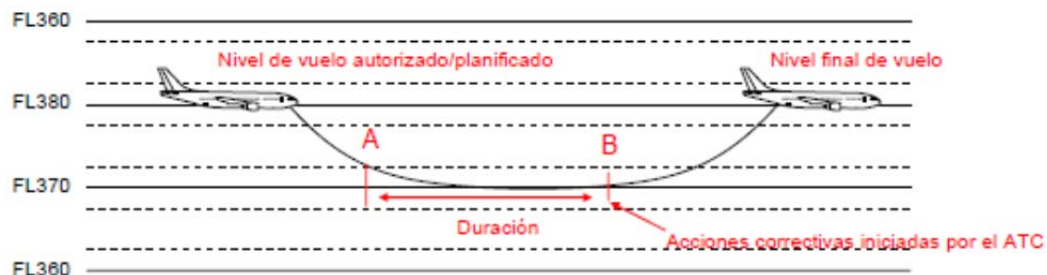 FL360
Nivel de vuelo autorizado/planificado
Nivel final de vuelo
FL380
A
B
FL370
Duración
Acciones correctivas iniciadas por el ATC
FL360